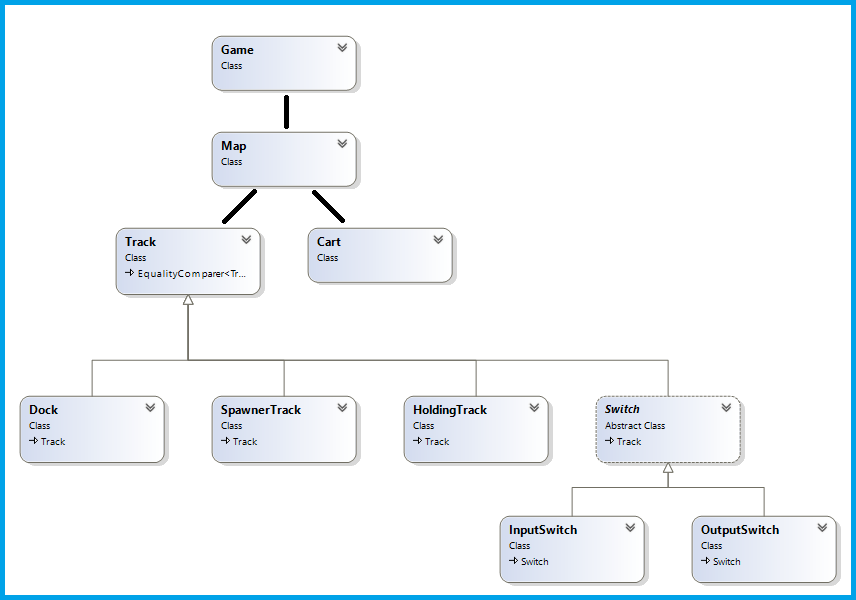 Game
Class
Map
Class
Track
Class
EqualityComparer<Tr...
Cart
Class
Dock
Class
Track
SpawnerTrack
Class
Track
HoldingTrack
Class
Track
Switch
Abstract Class
Track
InputSwitch
Class
Switch
OutputSwitch
Class
Switch